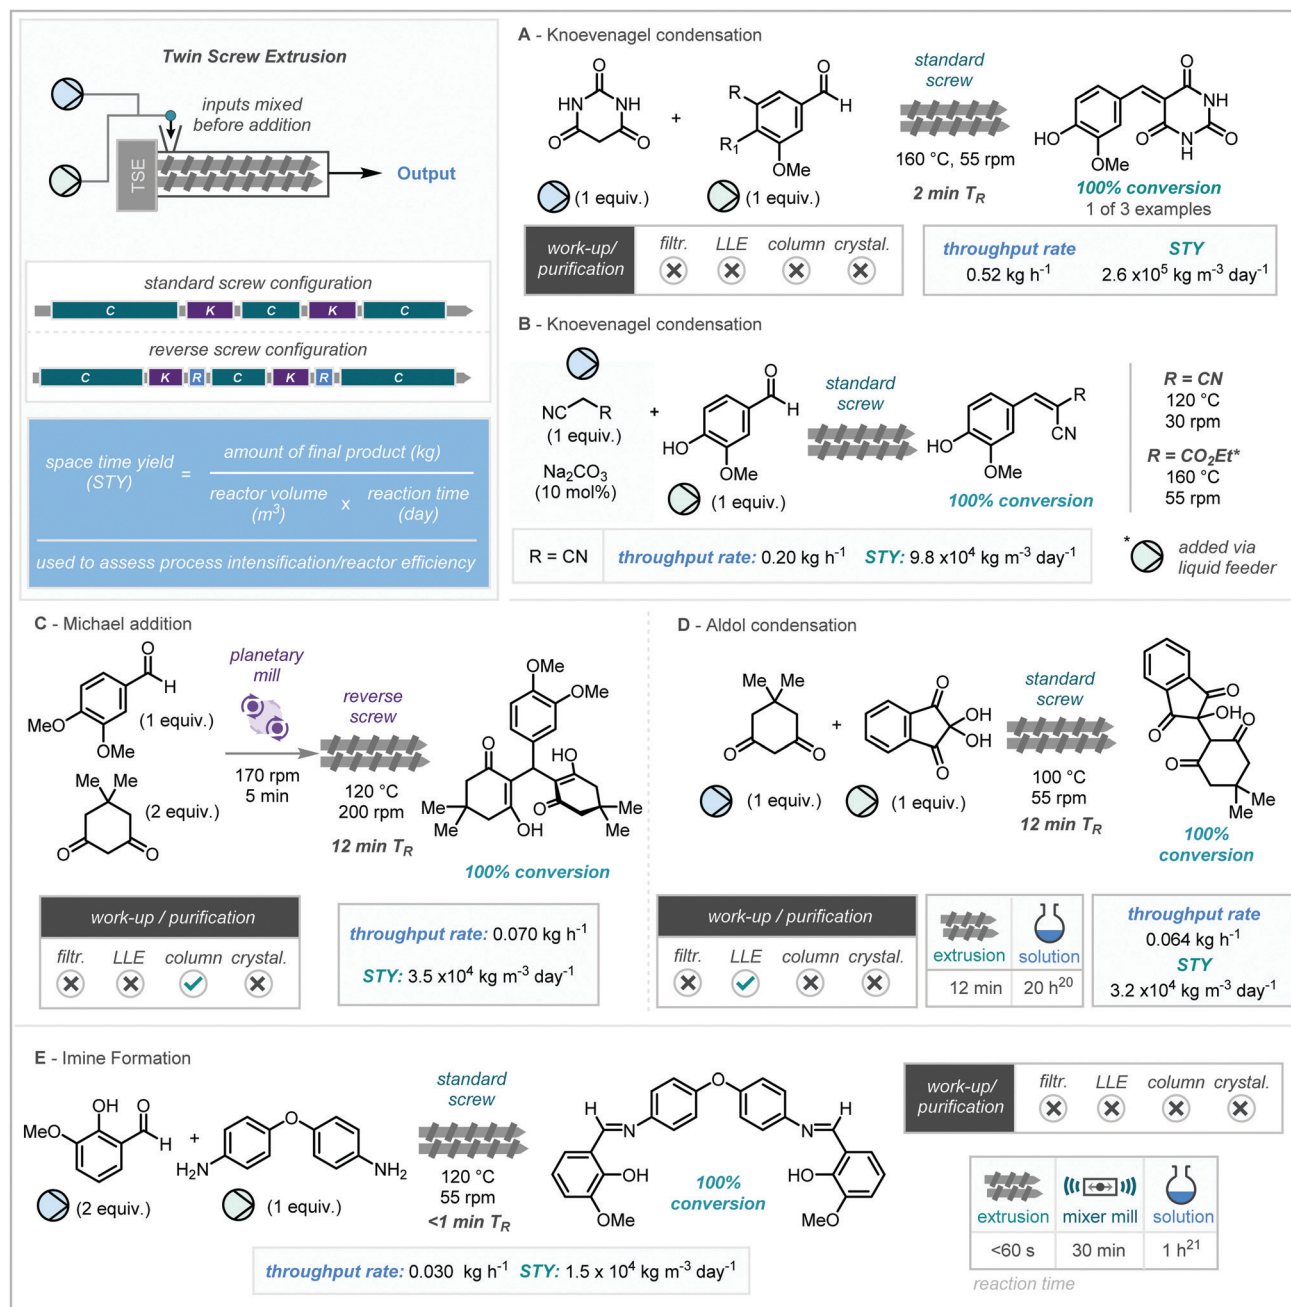 Twin Screw Extrusion
inputs mixed
before addition
TSE
Output
standard screw configuration
C K C K C
reverse screw configuration
C K R C K R C
space time yield
(STY)
=
amount of final product (kg)
reactor volume
(m³)
x
reaction time
(day)
used to assess process intensification/reactor efficiency
A - Knoevenagel condensation
O
HN NH
O O
(1 equiv.)
+
R
O
H
R₁
OMe
(1 equiv.)
standard
screw
160 °C, 55 rpm
2 min TR
O
NH
HO
O N O
H
OMe
100% conversion
1 of 3 examples
work-up/
purification
filtr. LLE column crystal.
throughput rate
0.52 kg h⁻¹
STY
2.6 x10⁵ kg m⁻³ day⁻¹
B - Knoevenagel condensation
NC R
(1 equiv.)
Na₂CO₃
(10 mol%)
+
O
H
HO
OMe
(1 equiv.)
standard
screw
R
CN
HO
OMe
100% conversion
R = CN
120 °C
30 rpm
R = CO₂Et*
160 °C
55 rpm
R = CN
throughput rate: 0.20 kg h⁻¹ STY: 9.8 x10⁴ kg m⁻³ day⁻¹
* added via
liquid feeder
C - Michael addition
O
H
MeO
OMe
(1 equiv.)
Me Me
O O
(2 equiv.)
planetary
mill
170 rpm
5 min
reverse
screw
120 °C
200 rpm
12 min TR
OMe
OMe
O HO
Me
Me
OH
O
Me
Me
100% conversion
work-up / purification
filtr. LLE column crystal.
throughput rate: 0.070 kg h⁻¹
STY: 3.5 x10⁴ kg m⁻³ day⁻¹
D - Aldol condensation
Me Me
O O
(1 equiv.)
+
O
OH
OH
O
(1 equiv.)
standard
screw
100 °C
55 rpm
12 min TR
O
OH
O
O
O
Me
Me
100%
conversion
work-up / purification
filtr. LLE column crystal.
extrusion solution
12 min 20 h²⁰
throughput rate
0.064 kg h⁻¹
STY
3.2 x10⁴ kg m⁻³ day⁻¹
E - Imine Formation
OH O
MeO H
(2 equiv.)
+
O
H₂N NH₂
(1 equiv.)
standard
screw
120 °C
55 rpm
<1 min TR
O
H H
N N
OH HO
OMe MeO
100%
conversion
throughput rate: 0.030 kg h⁻¹ STY: 1.5 x 10⁴ kg m⁻³ day⁻¹
work-up/
purification
filtr. LLE column crystal.
extrusion mixer mill solution
<60 s 30 min 1 h²¹
reaction time